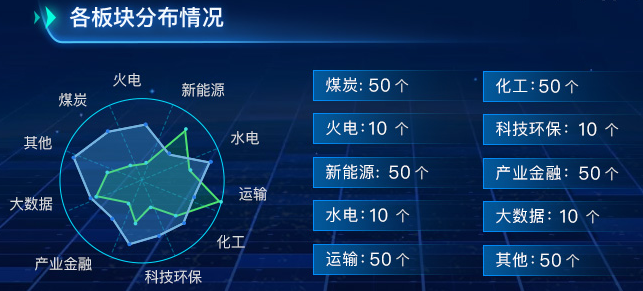 各板块分布情况
火电
新能源
煤炭
水电
其他
运输
大数据
化工
产业金融
科技环保
煤炭: 50 个
化工：50 个
火电：10 个
科技环保： 10 个
新能源: 50 个
产业金融： 50 个
水电：10 个
大数据： 10 个
运输：50 个
其他：50 个